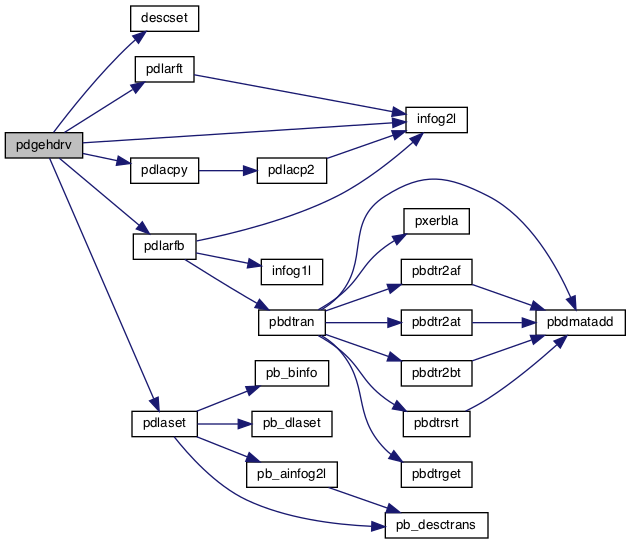 descset
pdlarft
infog2l
pdgehdrv
pdlacpy
pdlacp2
pxerbla
pdlarfb
infog1l
pbdtr2af
pbdtran
pbdtr2at
pbdmatadd
pb_binfo
pbdtr2bt
pdlaset
pb_dlaset
pbdtrsrt
pb_ainfog2l
pbdtrget
pb_desctrans